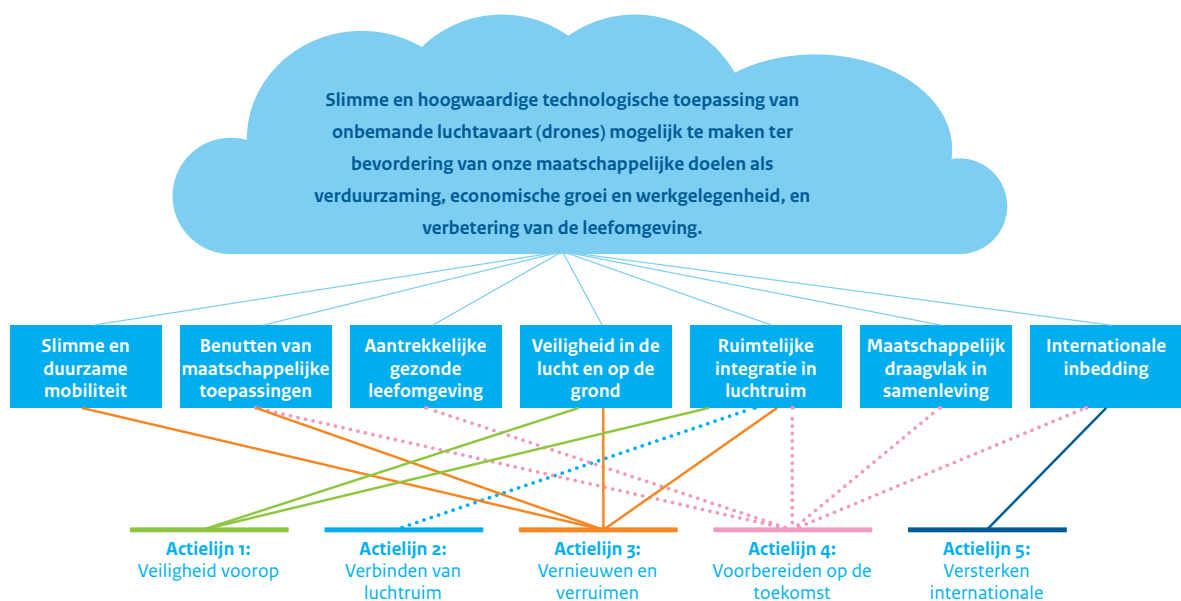 Slimme en hoogwaardige technologische toepassing van
onbemande luchtavaart (drones) mogelijk te maken ter
bevordering van onze maatschappelijke doelen als
verduurzaming, economische groei en werkgelegenheid, en
verbetering van de leefomgeving.
Slimme en
duurzame
mobiliteit
Benutten van
maatschappelijke
toepassingen
Aantrekkelijke
gezonde
leefomgeving
Veiligheid in de
lucht en op de
grond
Ruimtelijke
integratie in
luchtruim
Maatschappelijk
draagvlak in
samenleving
Internationale
inbedding
Actielijn 1:
Veiligheid voorop
Actielijn 2:
Verbinden van
luchtruim
Actielijn 3:
Vernieuwen en
verruimen
Actielijn 4:
Voorbereiden op de
toekomst
Actielijn 5:
Versterken
internationale